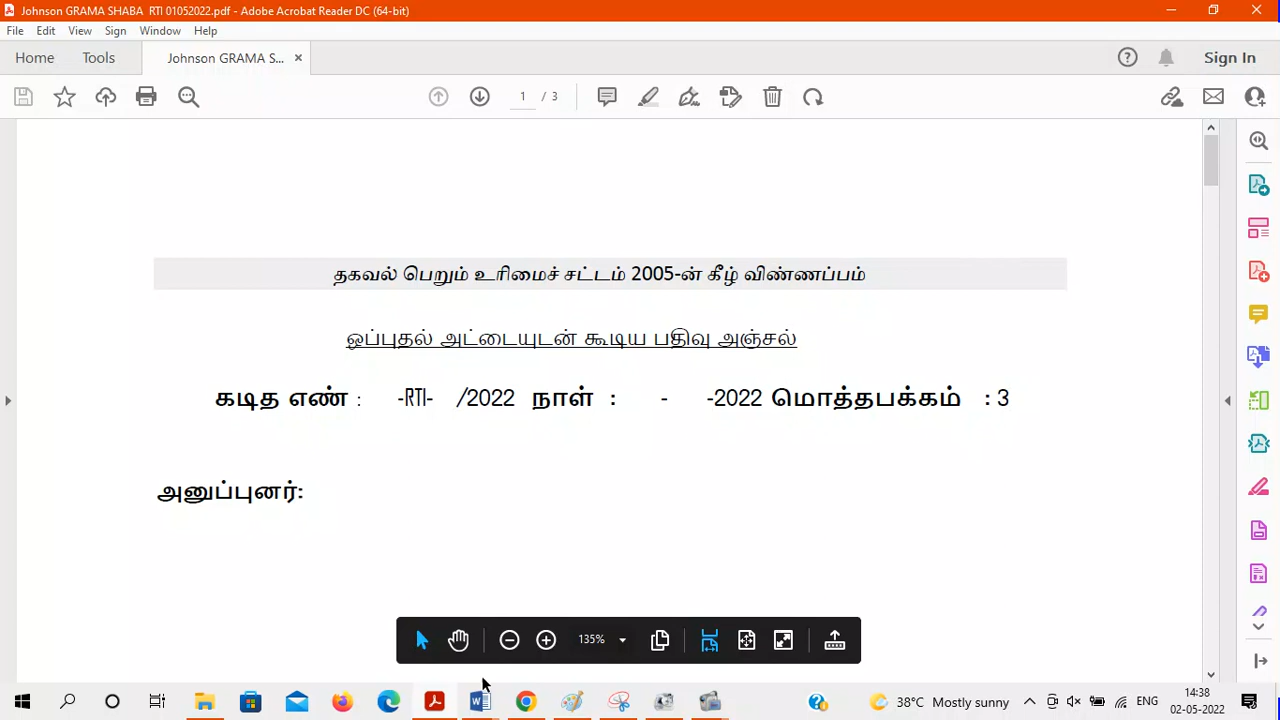 Johnson GRAMA SHABA RTI 01052022.pdf - Adobe Acrobat Reader DC (64-bit)
File Edit View Sign Window Help
Home Tools Johnson GRAMA S... × Sign In
1 / 3
தகவல் பெறும் உரிமைச் சட்டம் 2005-ன் கீழ் விண்ணப்பம்
ஒப்புதல் அட்டையுடன் கூடிய பதிவு அஞ்சல்
கடித எண் : -RTI- /2022 நாள் : - -2022 மொத்தபக்கம் : 3
அனுப்புனர்:
135%
38°C Mostly sunny ENG 14:38
02-05-2022